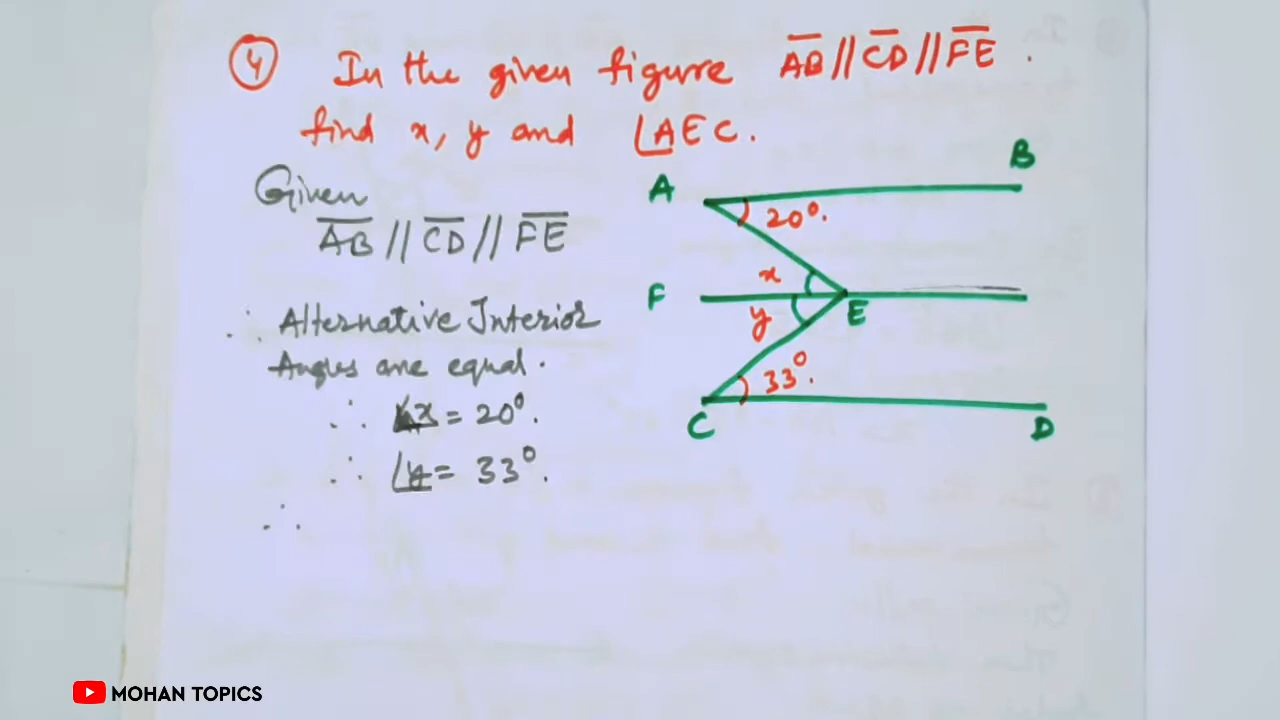 ④ In the given figure AB // CD // FE .
find x, y and ∠AEC.
Given
AB // CD // FE
∴ Alternative Interior
Angles are equal.
∴ ∠x = 20°.
∴ ∠y = 33°.
∴
A
B
20°.
x
F
E
y
33°.
C
D
MOHAN TOPICS